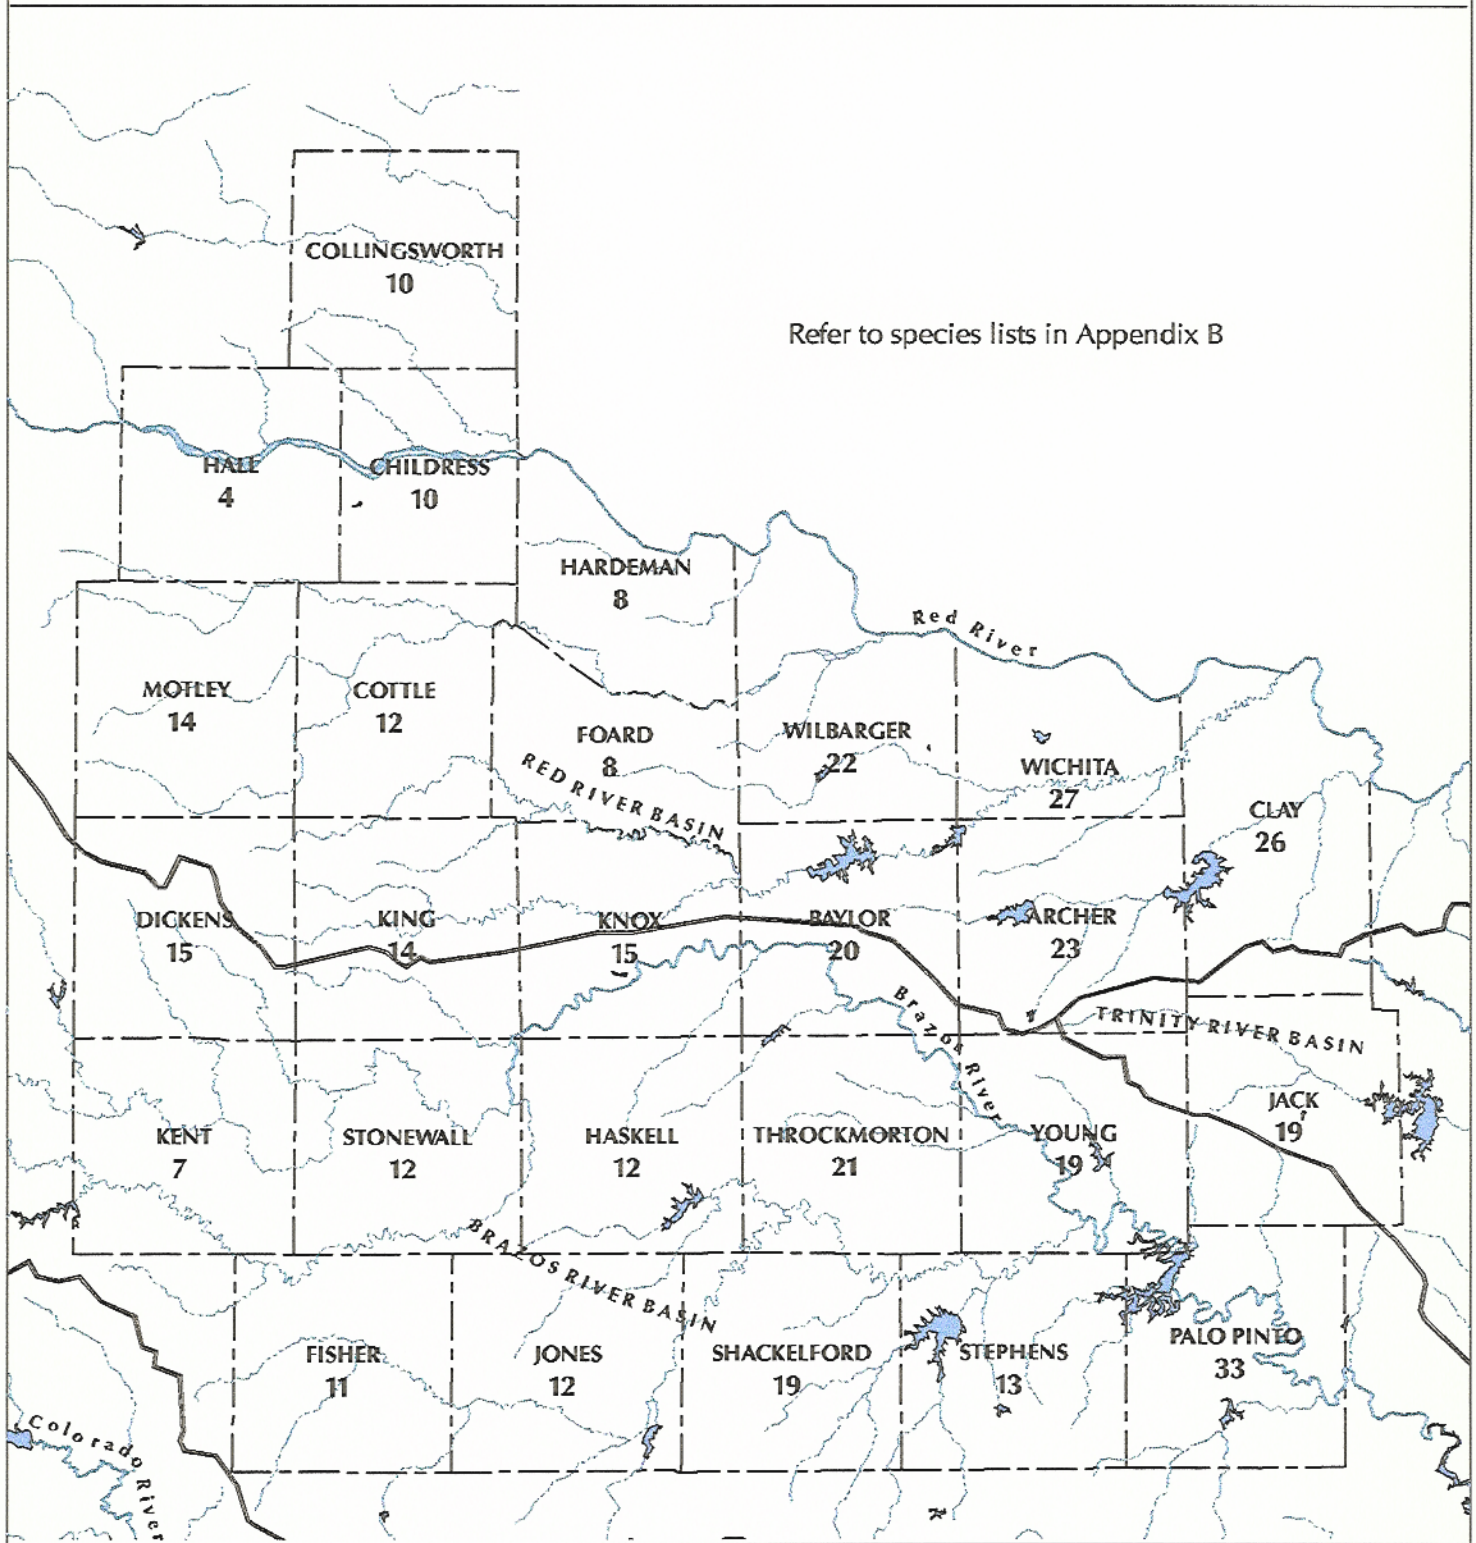 COLLINGSWORTH
10
Refer to species lists in Appendix B
HALL
4
CHILDRESS
10
HARDEMAN
8
Red River
MOTLEY
14
COTTLE
12
FOARD
8
WILBARGER
22
WICHITA
27
CLAY
26
RED RIVER BASIN
DICKENS
15
KING
14
KNOX
15
BAYLOR
20
ARCHER
23
Brazos River
TRINITY RIVER BASIN
KENT
7
STONEWALL
12
HASKELL
12
THROCKMORTON
21
YOUNG
19
JACK
19
BRAZOS RIVER BASIN
FISHER
11
JONES
12
SHACKELFORD
19
STEPHENS
13
PALO PINTO
33
Colorado River